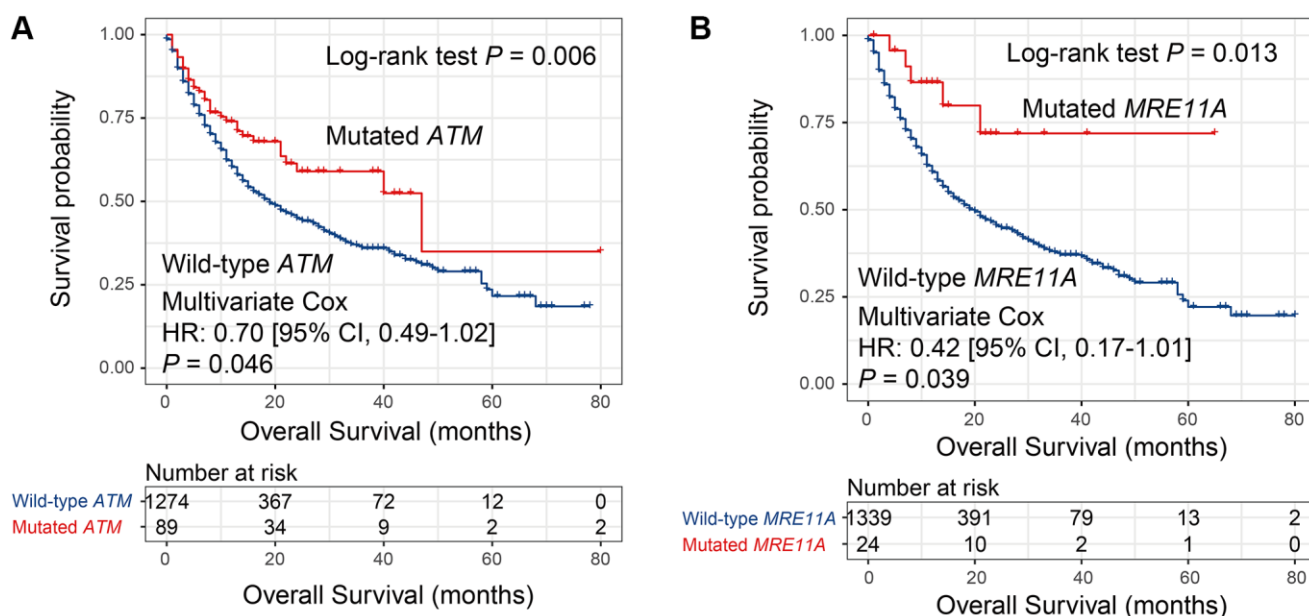 A
Log-rank test P = 0.006
Mutated ATM
Wild-type ATM
Multivariate Cox
HR: 0.70 [95% CI, 0.49-1.02]
P = 0.046
Survival probability
1.00
0.75
0.50
0.25
0.00
0 20 40 60 80
Overall Survival (months)
Number at risk
Wild-type ATM 1274 367 72 12 0
Mutated ATM 89 34 9 2 2
0 20 40 60 80
Overall Survival (months)
B
Log-rank test P = 0.013
Mutated MRE11A
Wild-type MRE11A
Multivariate Cox
HR: 0.42 [95% CI, 0.17-1.01]
P = 0.039
Survival probability
1.00
0.75
0.50
0.25
0.00
0 20 40 60 80
Overall Survival (months)
Number at risk
Wild-type MRE11A 1339 391 79 13 2
Mutated MRE11A 24 10 2 1 0
0 20 40 60 80
Overall Survival (months)